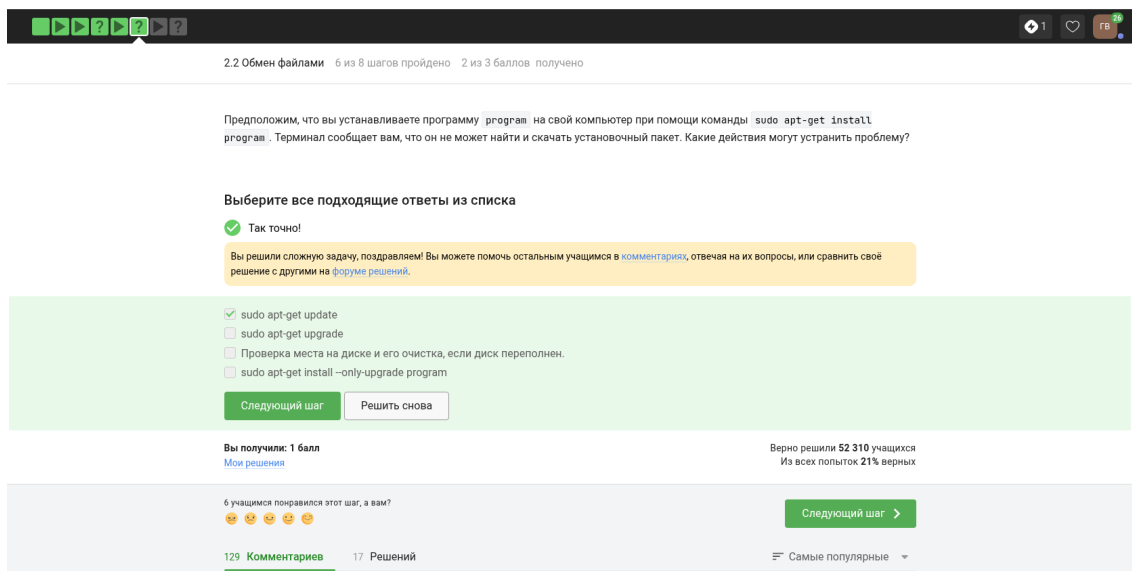 1
ГВ
26
2.2 Обмен файлами 6 из 8 шагов пройдено 2 из 3 баллов получено
Предположим, что вы устанавливаете программу program на свой компьютер при помощи команды sudo apt-get install
program . Терминал сообщает вам, что он не может найти и скачать установочный пакет. Какие действия могут устранить проблему?
Выберите все подходящие ответы из списка
Так точно!
Вы решили сложную задачу, поздравляем! Вы можете помочь остальным учащимся в комментариях, отвечая на их вопросы, или сравнить своё
решение с другими на форуме решений.
sudo apt-get update
sudo apt-get upgrade
Проверка места на диске и его очистка, если диск переполнен.
sudo apt-get install –only-upgrade program
Следующий шаг Решить снова
Вы получили: 1 балл
Мои решения
Верно решили 52 310 учащихся
Из всех попыток 21% верных
6 учащимся понравился этот шаг, а вам?
Следующий шаг
129 Комментариев 17 Решений
Самые популярные